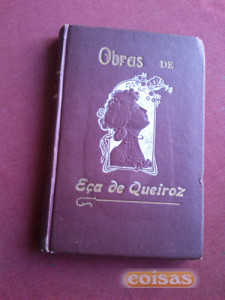 Obras DE
Eça de Queiroz
coisas